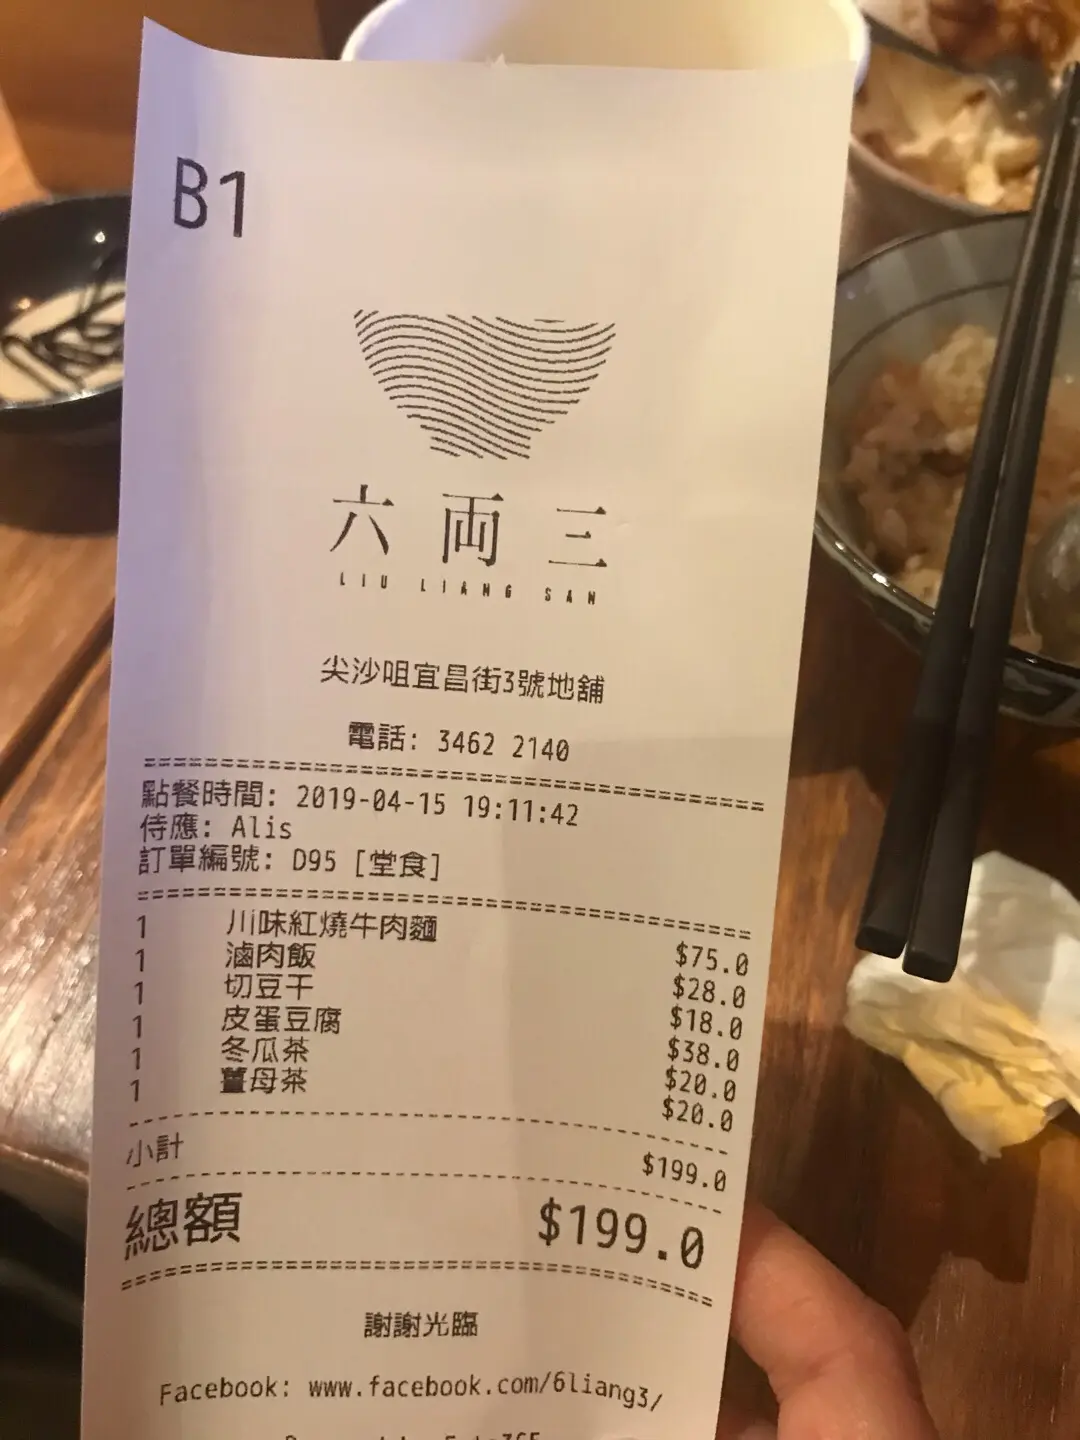 B1
六 両 三
LIU LIANG SAN
尖沙咀宜昌街3號地舖
電話: 3462 2140
點餐時間: 2019-04-15 19:11:42
侍應: Alis
訂單編號: D95 [堂食]
1 川味紅燒牛肉麵 $75.0
1 滷肉飯 $28.0
1 切豆干 $18.0
1 皮蛋豆腐 $38.0
1 冬瓜茶 $20.0
1 薑母茶 $20.0
小計 $199.0
總額 $199.0
謝謝光臨
Facebook: www.facebook.com/6liang3/